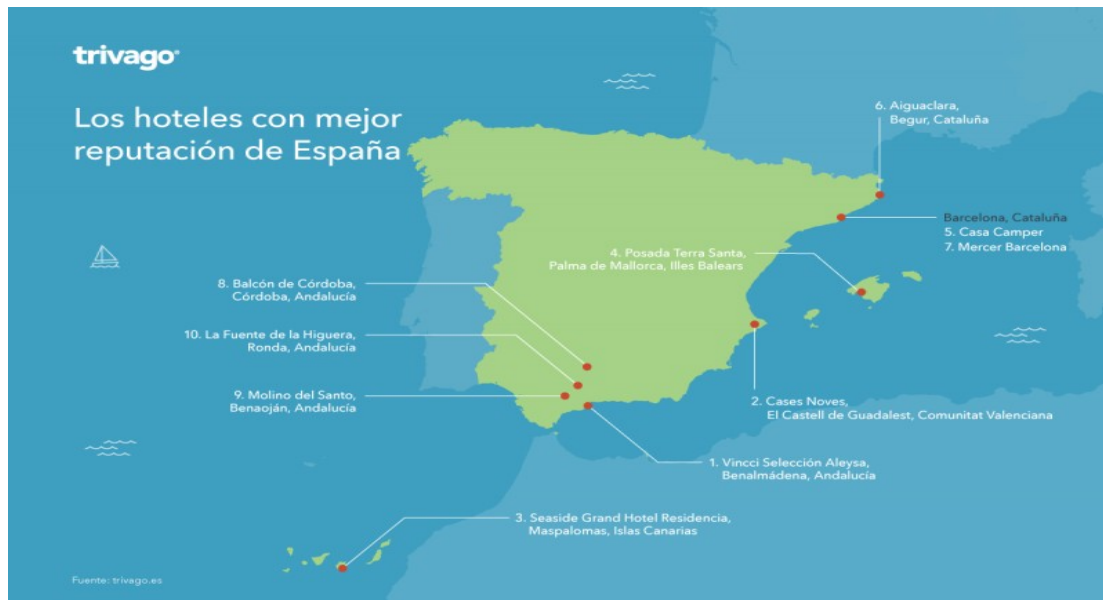 trivago
Los hoteles con mejor
reputación de España
6. Aiguaclara,
Begur, Cataluña
Barcelona, Cataluña
5. Casa Camper
7. Mercer Barcelona
4. Posada Terra Santa,
Palma de Mallorca, Illes Balears
8. Balcón de Córdoba,
Córdoba, Andalucía
10. La Fuente de la Higuera,
Ronda, Andalucía
9. Molino del Santo,
Benaoján, Andalucía
2. Cases Noves,
El Castell de Guadalest, Comunitat Valenciana
1. Vincci Selección Aleysa,
Benalmádena, Andalucía
3. Seaside Grand Hotel Residencia,
Maspalomas, Islas Canarias
Fuente: trivago.es